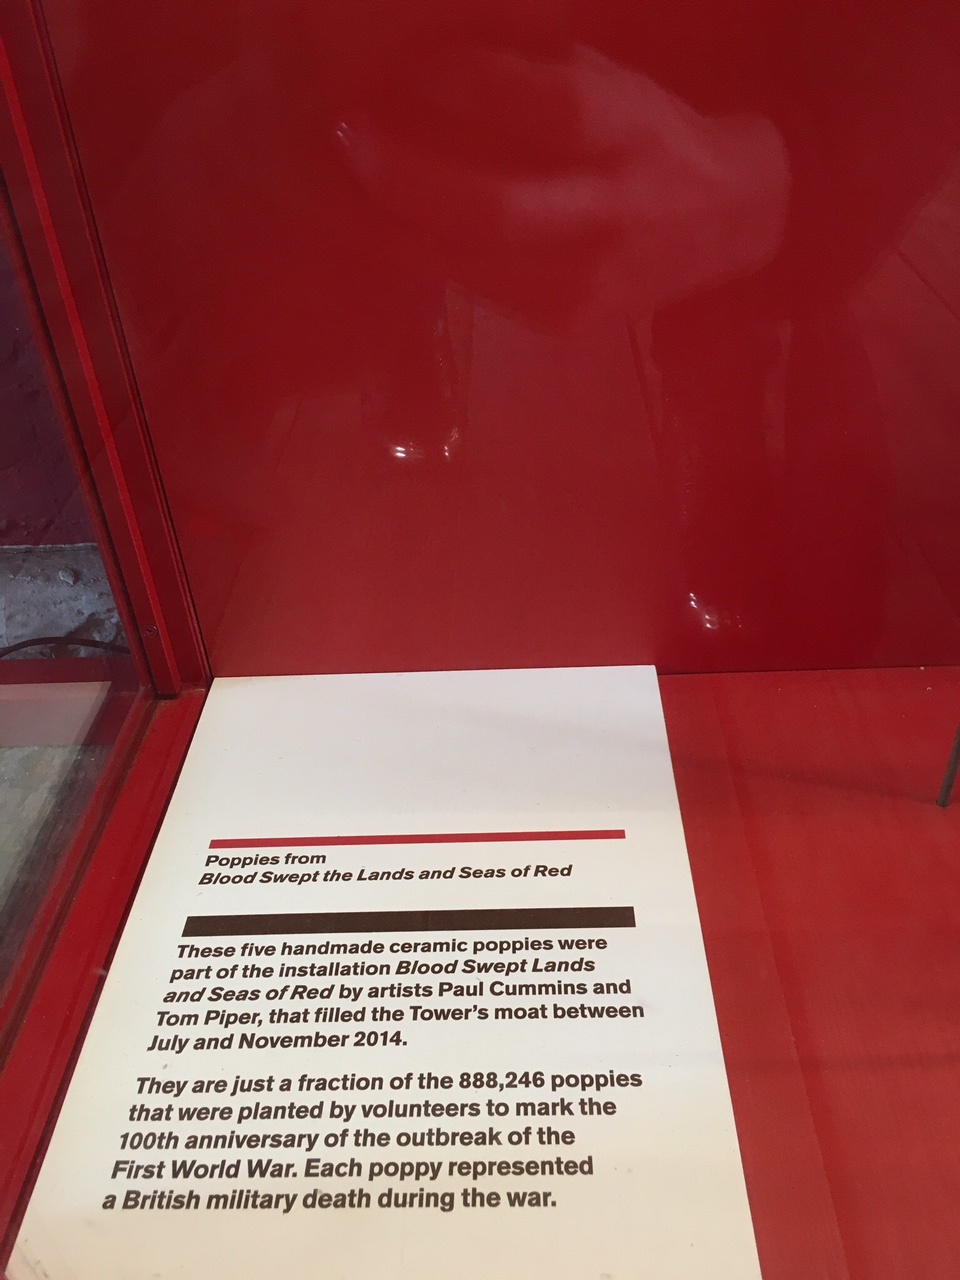 Poppies from
Blood Swept the Lands and Seas of Red
These five handmade ceramic poppies were
part of the installation Blood Swept Lands
and Seas of Red by artists Paul Cummins and
Tom Piper, that filled the Tower's moat between
July and November 2014.
They are just a fraction of the 888,246 poppies
that were planted by volunteers to mark the
100th anniversary of the outbreak of the
First World War. Each poppy represented
a British military death during the war.